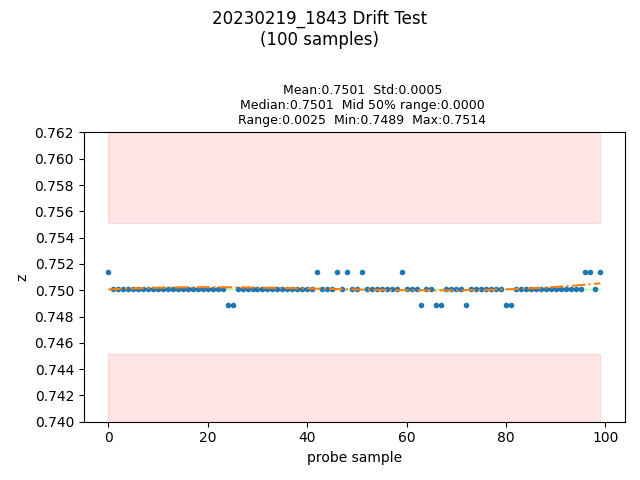 20230219_1843 Drift Test
(100 samples)
Mean:0.7501 Std:0.0005
Median:0.7501 Mid 50% range:0.0000
Range:0.0025 Min:0.7489 Max:0.7514
0.762
0.760
0.758
0.756
0.754
0.752
0.750
0.748
0.746
0.744
0.742
0.740
z
0 20 40 60 80 100
probe sample